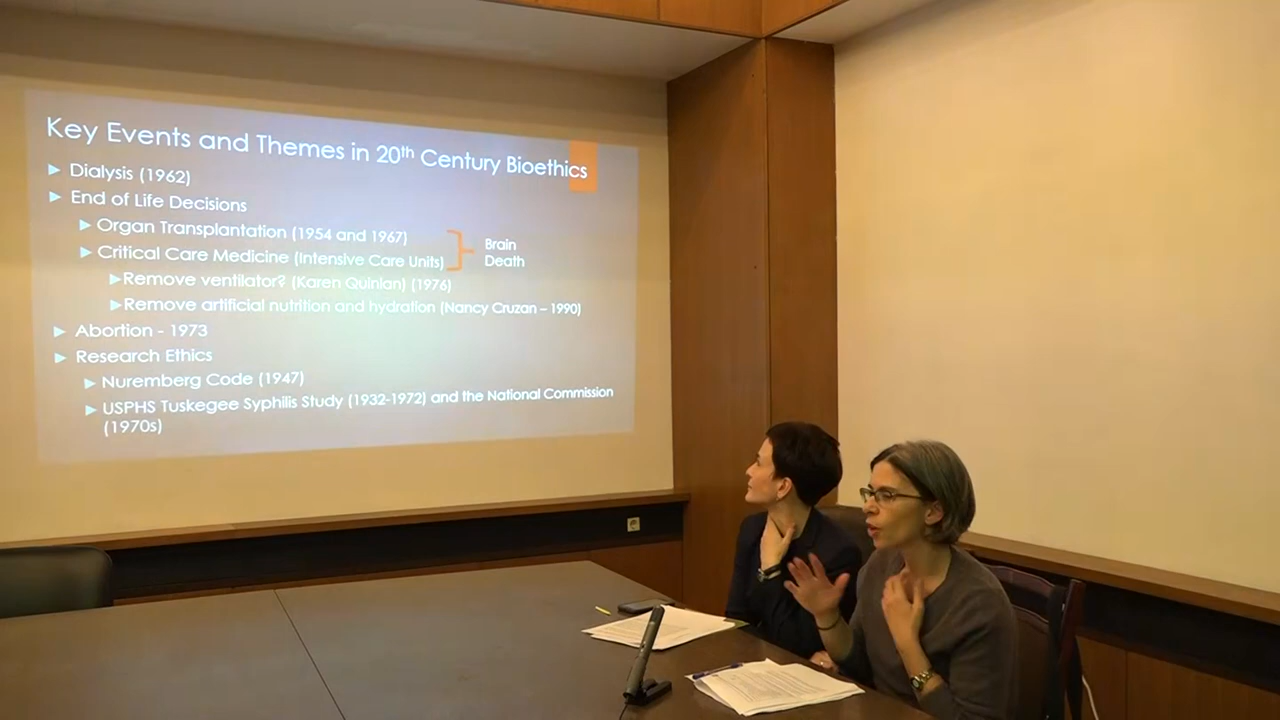 Key Events and Themes in 20th Century Bioethics
Dialysis (1962)
End of Life Decisions
Organ Transplantation (1954 and 1967)
Critical Care Medicine (Intensive Care Units)
Brain
Death
Remove ventilator? (Karen Quinlan) (1976)
Remove artificial nutrition and hydration (Nancy Cruzan – 1990)
Abortion - 1973
Research Ethics
Nuremberg Code (1947)
USPHS Tuskegee Syphilis Study (1932-1972) and the National Commission
(1970s)